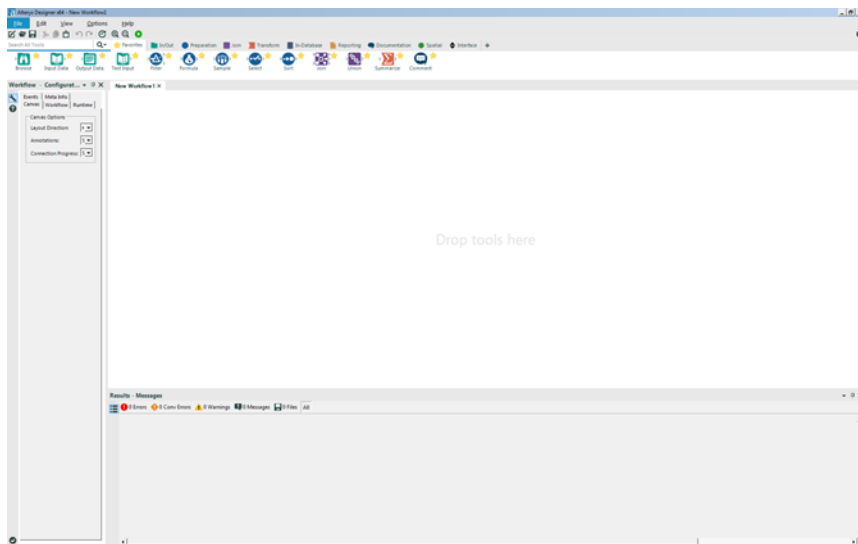 Alteryx Designer x64 - New Workflow1
File Edit View Options Help
Search All Tools Favorites In/Out Preparation Join Transform In-Database Reporting Documentation Spatial Interface +
Browse Input Data Output Data Text Input Filter Formula Sample Select Sort Join Union Summarize Comment
Workflow - Configurat... X New Workflow1 X
Events Meta Info
Canvas Workflow Runtime
Canvas Options
Layout Direction:
Annotations: S
Connection Progress: S
Drop tools here
Results - Messages
0 Errors 0 Conv Errors 0 Warnings 0 Messages 0 Files All